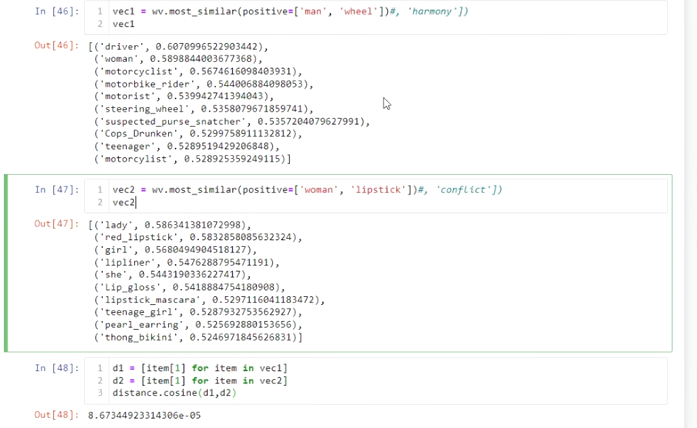 In [46]: 1 vec1 = wv.most_similar(positive=['man', 'wheel'])#, 'harmony'])
2 vec1
Out[46]: [('driver', 0.6070996522903442),
('woman', 0.5898844003677368),
('motorcyclist', 0.5674616098403931),
('motorbike_rider', 0.544006884098053),
('motorist', 0.539942741394043),
('steering_wheel', 0.5358079671859741),
('suspected_purse_snatcher', 0.5357204079627991),
('Cops_Drunken', 0.5299758911132812),
('teenager', 0.5289519429206848),
('motorcylist', 0.528925359249115)]
In [47]: 1 vec2 = wv.most_similar(positive=['woman', 'lipstick'])#, 'conflict'])
2 vec2
Out[47]: [('lady', 0.586341381072998),
('red_lipstick', 0.5832858085632324),
('girl', 0.5680494904518127),
('lipliner', 0.5476288795471191),
('she', 0.5443190336227417),
('Lip_gloss', 0.5418884754180908),
('lipstick_mascara', 0.5297116041183472),
('teenage_girl', 0.5287932753562927),
('pearl_earring', 0.525692880153656),
('thong_bikini', 0.5246971845626831)]
In [48]: 1 d1 = [item[1] for item in vec1]
2 d2 = [item[1] for item in vec2]
3 distance.cosine(d1,d2)
Out[48]: 8.67344923314306e-05